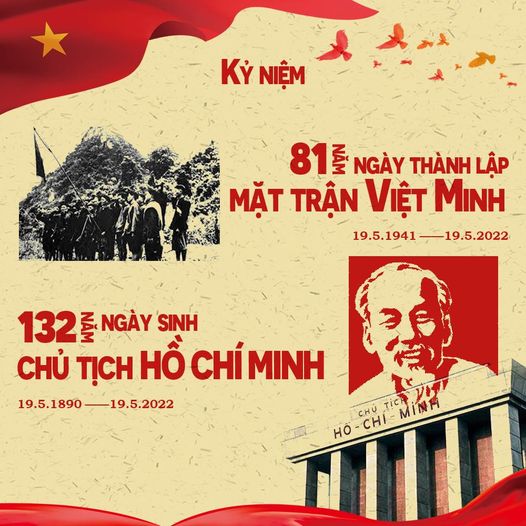 KỶ NIỆM
81 NĂM NGÀY THÀNH LẬP
MẶT TRẬN VIỆT MINH
19.5.1941 — 19.5.2022
132 NĂM NGÀY SINH
CHỦ TỊCH HỒ CHÍ MINH
19.5.1890 — 19.5.2022
CHỦ TỊCH
HỒ-CHÍ-MINH